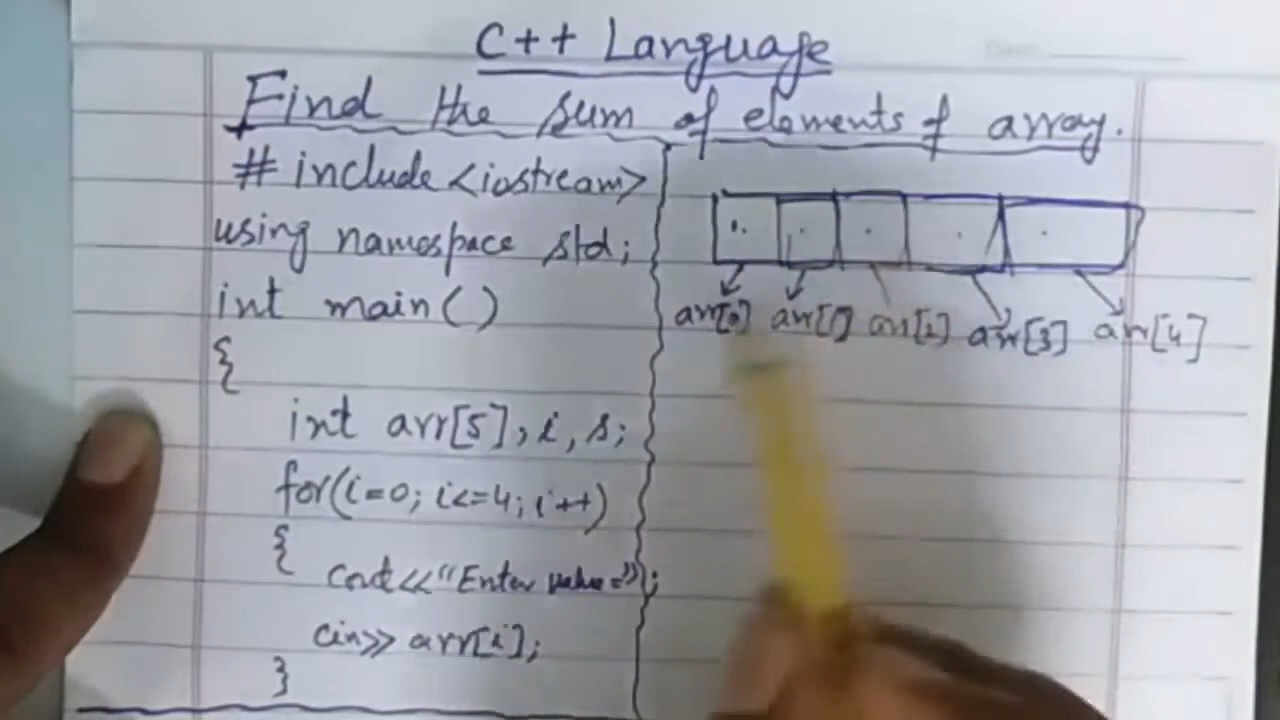 C++ Language
Find the sum of elements of array.
# include <iostream>
using namespace std;
int main()
{
int arr[5], i, s;
for(i=0; i<=4; i++)
{
cout<<"Enter value=");
cin>> arr[i];
}
arr[0] arr[1] arr[2] arr[3] arr[4]